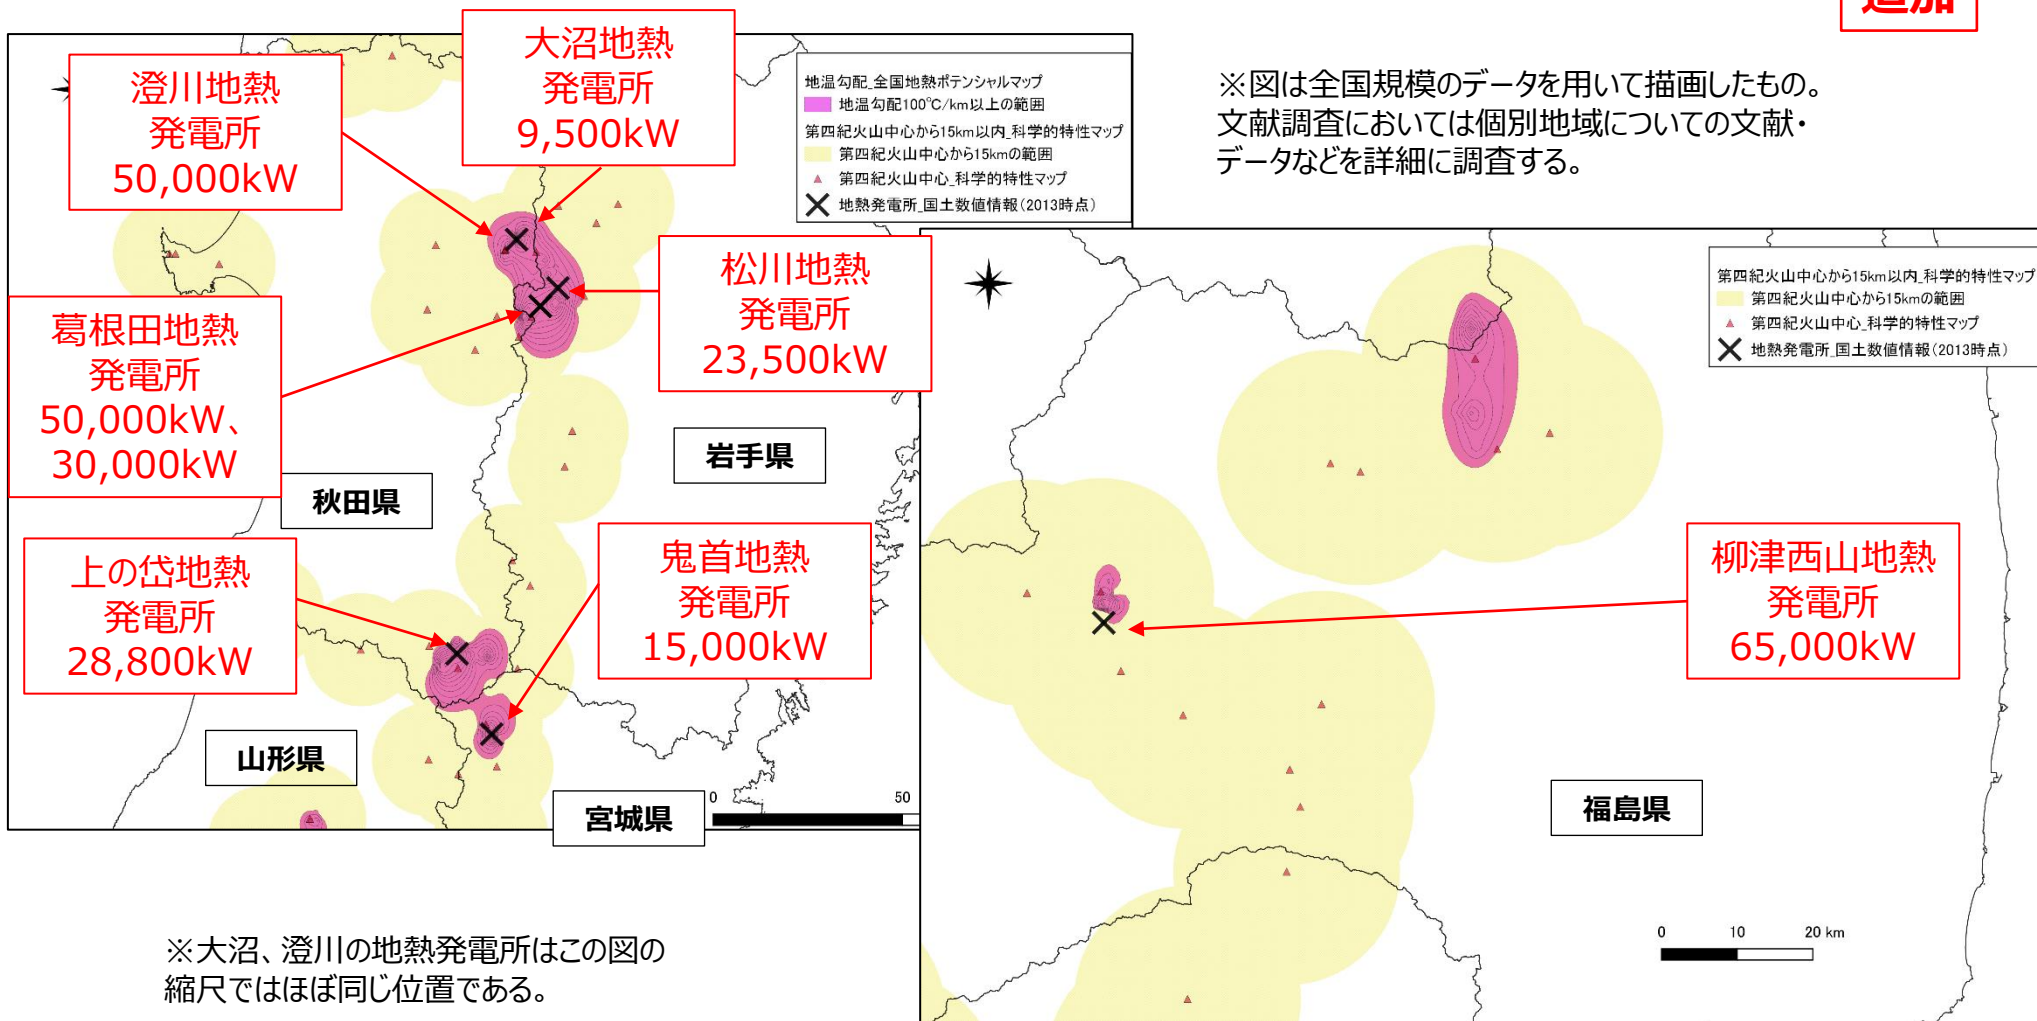 追加
大沼地熱
発電所
9,500kW
澄川地熱
発電所
50,000kW
地温勾配_全国地熱ポテンシャルマップ
地温勾配100℃/km以上の範囲
第四紀火山中心から15km以内_科学的特性マップ
第四紀火山中心から15kmの範囲
第四紀火山中心_科学的特性マップ
地熱発電所_国土数値情報(2013時点)
※図は全国規模のデータを用いて描画したもの。
文献調査においては個別地域についての文献・
データなどを詳細に調査する。
松川地熱
発電所
23,500kW
葛根田地熱
発電所
50,000kW、
30,000kW
岩手県
秋田県
上の岱地熱
発電所
28,800kW
鬼首地熱
発電所
15,000kW
山形県
宮城県
0 50
第四紀火山中心から15km以内_科学的特性マップ
第四紀火山中心から15kmの範囲
第四紀火山中心_科学的特性マップ
地熱発電所_国土数値情報(2013時点)
柳津西山地熱
発電所
65,000kW
福島県
0 10 20 km
※大沼、澄川の地熱発電所はこの図の
縮尺ではほぼ同じ位置である。